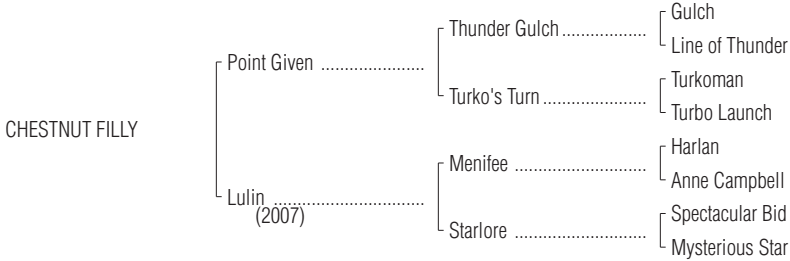 Gulch
Thunder Gulch ...................
Line of Thunder
Point Given ......................
Turkoman
Turko's Turn ......................
Turbo Launch
CHESTNUT FILLY
Harlan
Menifee ............................
Anne Campbell
Lulin ................................
(2007)
Spectacular Bid
Starlore ............................
Mysterious Star